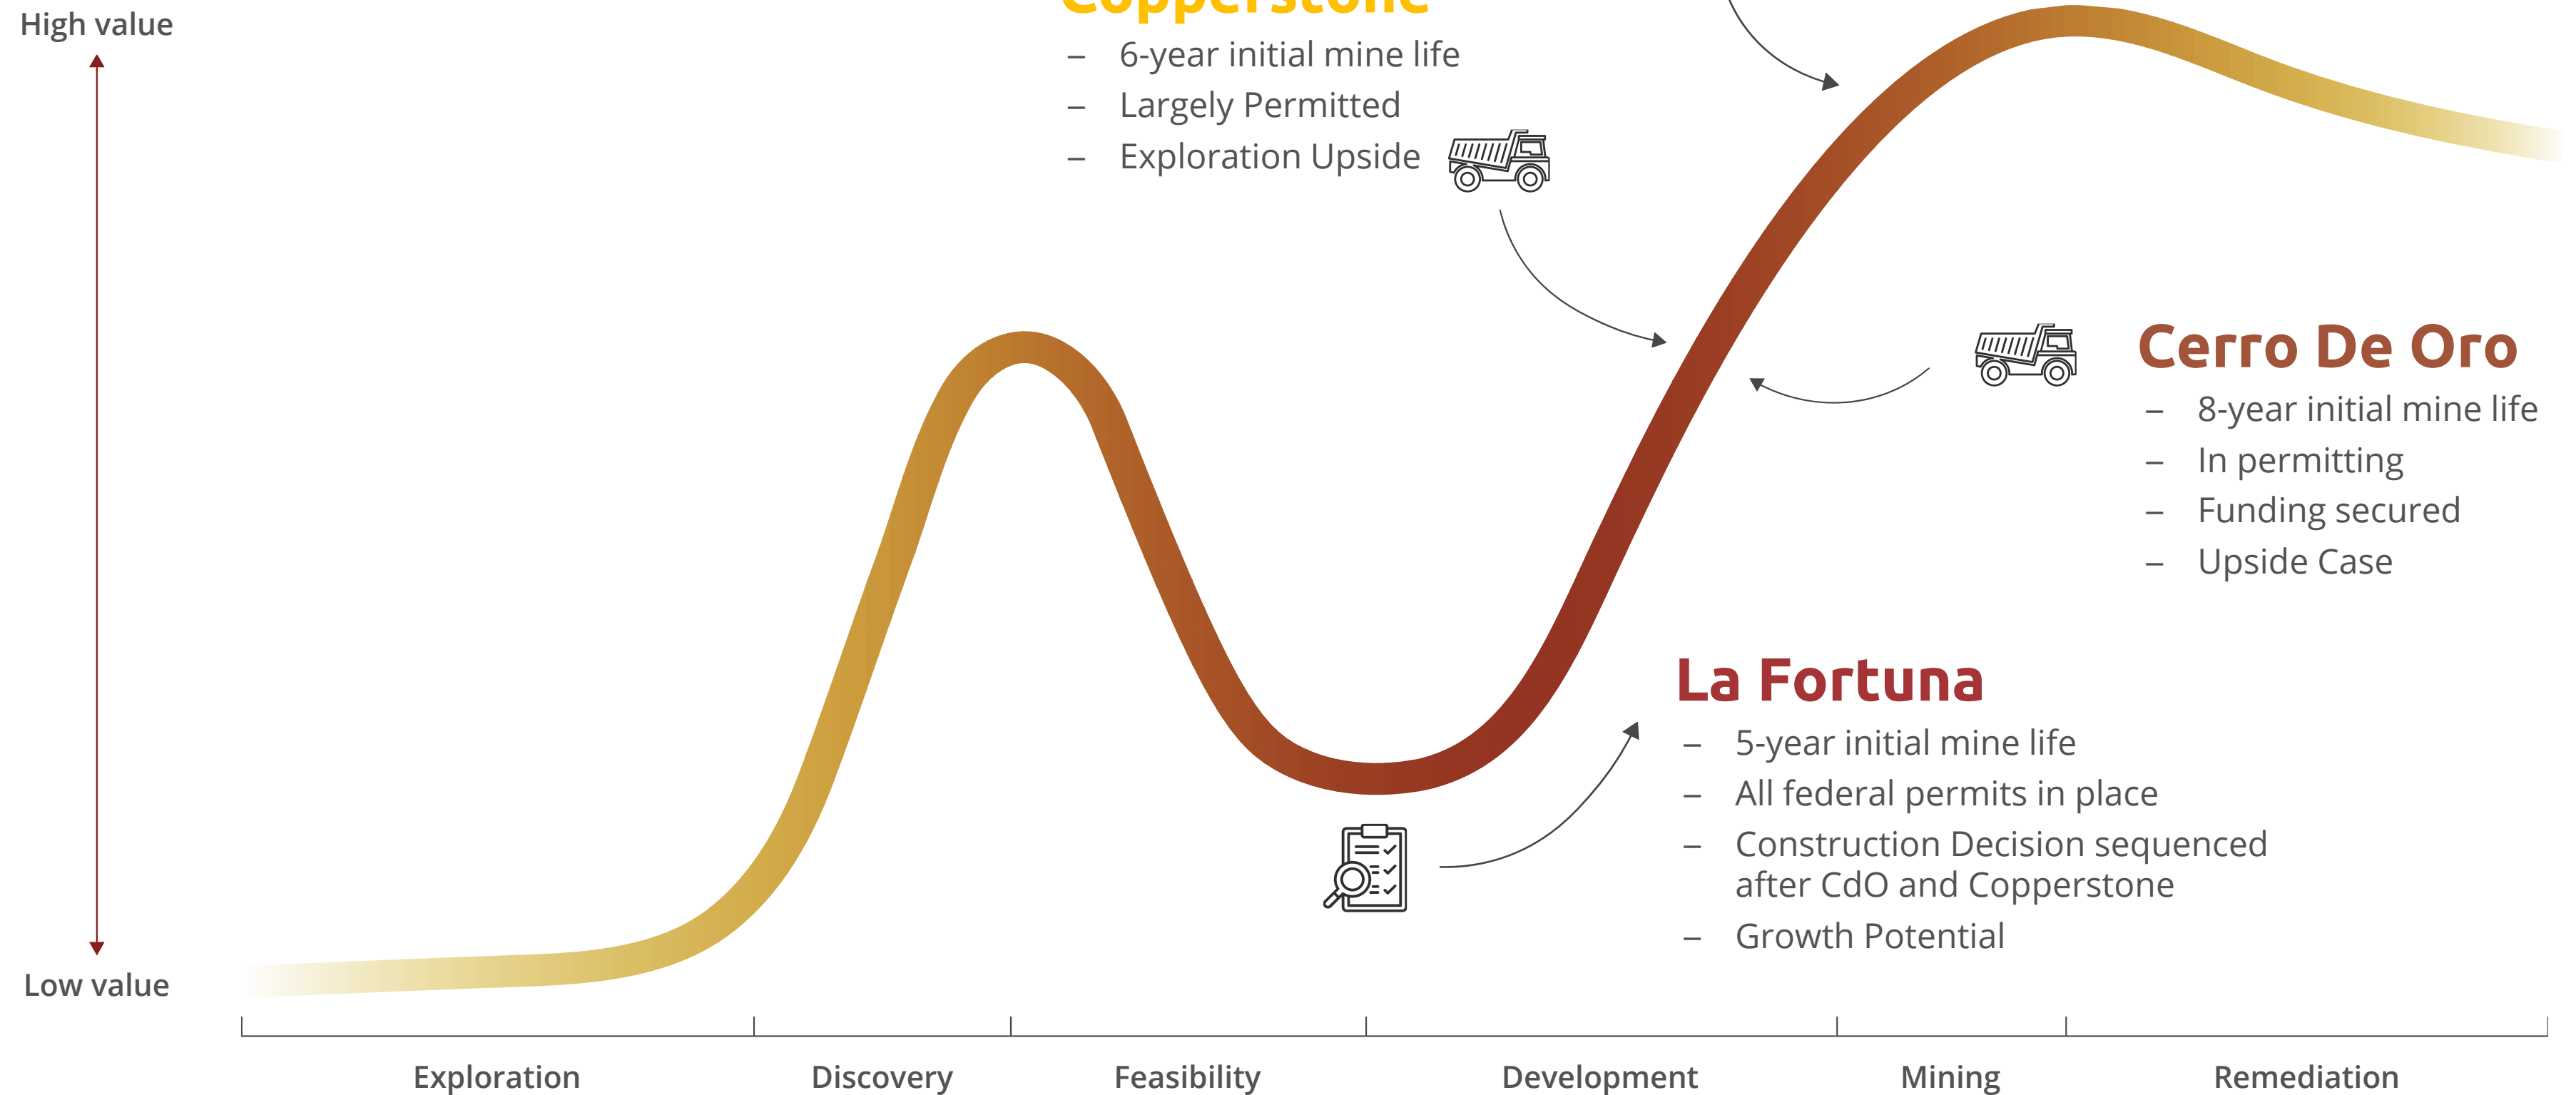 High value
Copperstone
– 6-year initial mine life
– Largely Permitted
– Exploration Upside
Cerro De Oro
– 8-year initial mine life
– In permitting
– Funding secured
– Upside Case
La Fortuna
– 5-year initial mine life
– All federal permits in place
– Construction Decision sequenced
after CdO and Copperstone
– Growth Potential
Low value
Exploration
Discovery
Feasibility
Development
Mining
Remediation